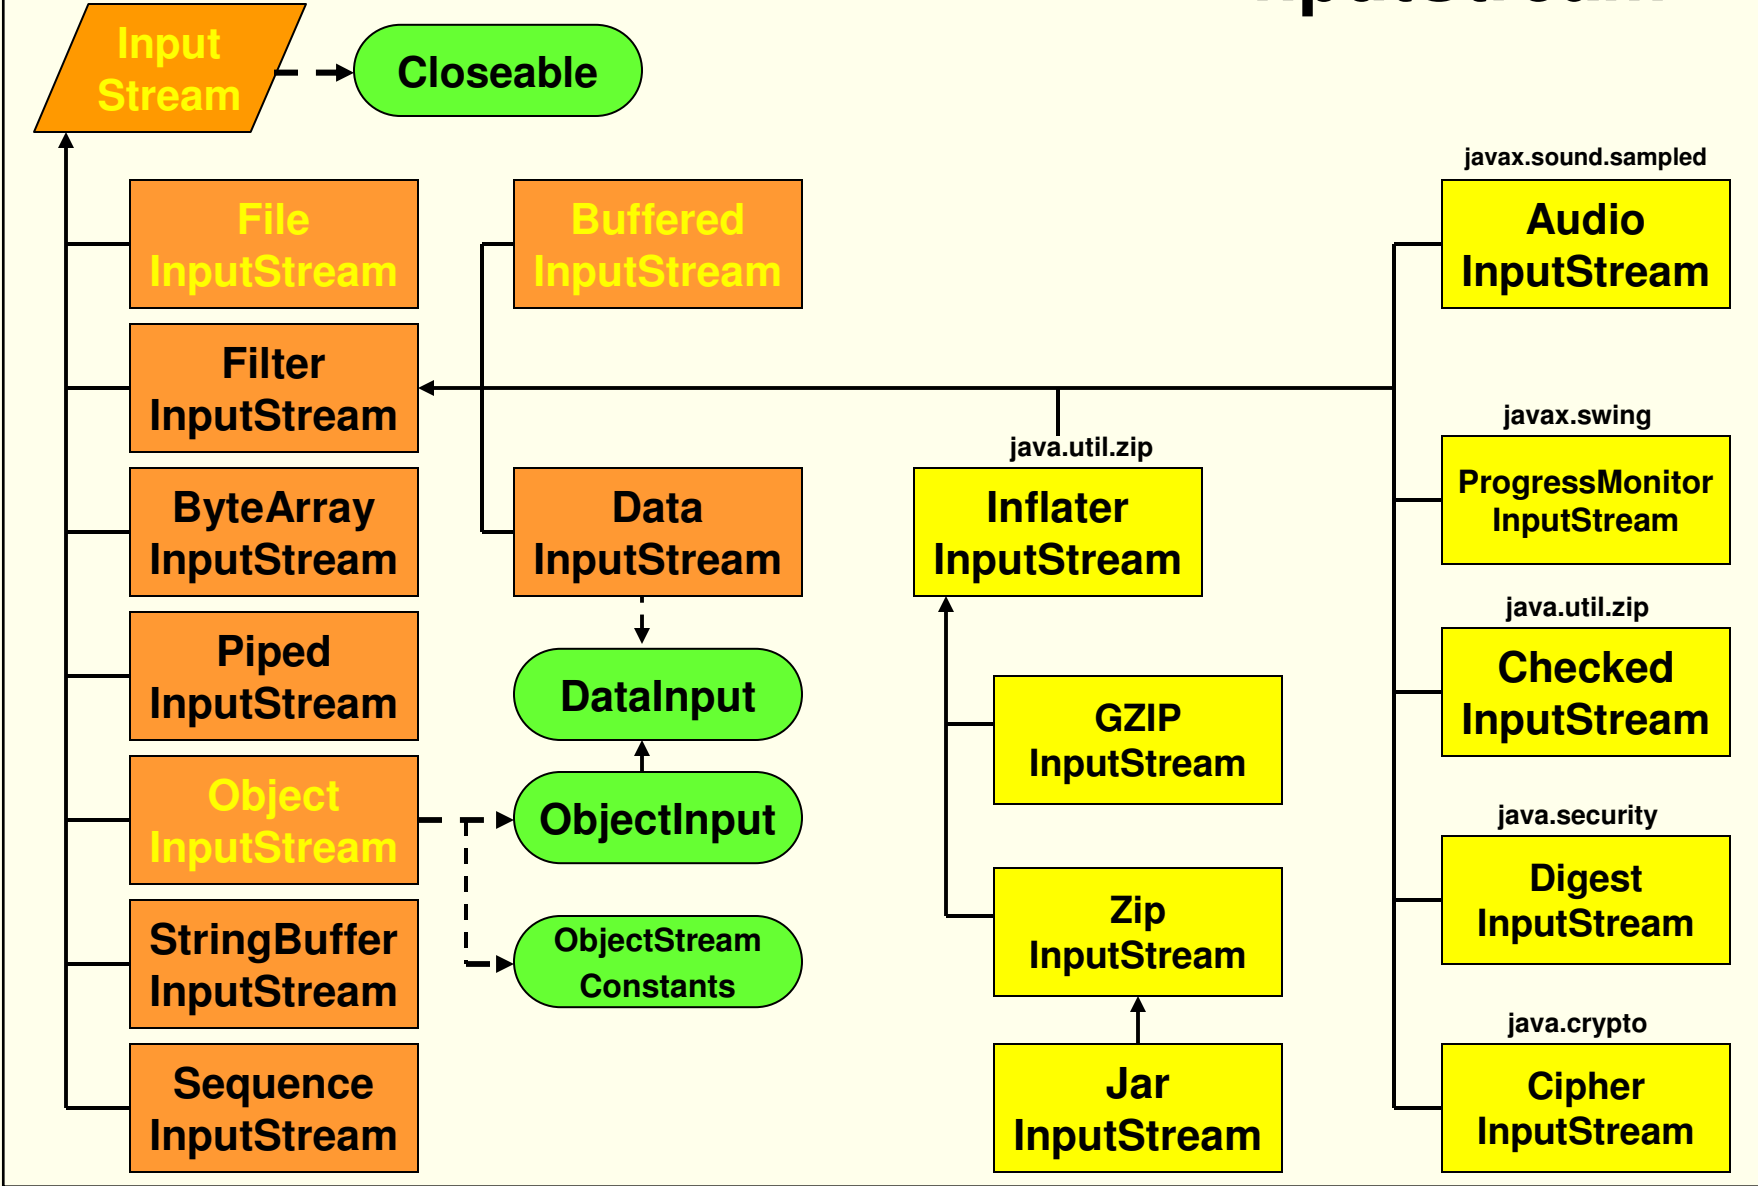 Input
Stream
Closeable
File
InputStream
Filter
InputStream
ByteArray
InputStream
Piped
InputStream
Object
InputStream
StringBuffer
InputStream
Sequence
InputStream
Buffered
InputStream
Data
InputStream
DataInput
ObjectInput
ObjectStream
Constants
java.util.zip
Inflater
InputStream
GZIP
InputStream
Zip
InputStream
Jar
InputStream
javax.sound.sampled
Audio
InputStream
javax.swing
ProgressMonitor
InputStream
java.util.zip
Checked
InputStream
java.security
Digest
InputStream
java.crypto
Cipher
InputStream